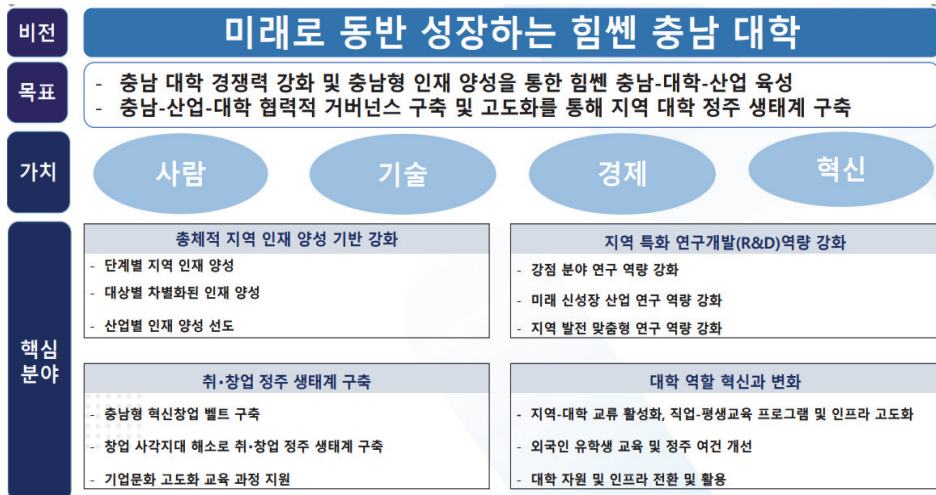 비전
미래로 동반 성장하는 힘쎈 충남 대학
목표
- 충남 대학 경쟁력 강화 및 충남형 인재 양성을 통한 힘쎈 충남-대학-산업 육성
- 충남-산업-대학 협력적 거버넌스 구축 및 고도화를 통해 지역 대학 정주 생태계 구축
가치
사람
기술
경제
혁신
핵심
분야
총체적 지역 인재 양성 기반 강화
- 단계별 지역 인재 양성
- 대상별 차별화된 인재 양성
- 산업별 인재 양성 선도
지역 특화 연구개발(R&D)역량 강화
- 강점 분야 연구 역량 강화
- 미래 신성장 산업 연구 역량 강화
- 지역 발전 맞춤형 연구 역량 강화
취·창업 정주 생태계 구축
- 충남형 혁신창업 벨트 구축
- 창업 사각지대 해소로 취·창업 정주 생태계 구축
- 기업문화 고도화 교육 과정 지원
대학 역할 혁신과 변화
- 지역-대학 교류 활성화, 직업-평생교육 프로그램 및 인프라 고도화
- 외국인 유학생 교육 및 정주 여건 개선
- 대학 자원 및 인프라 전환 및 활용